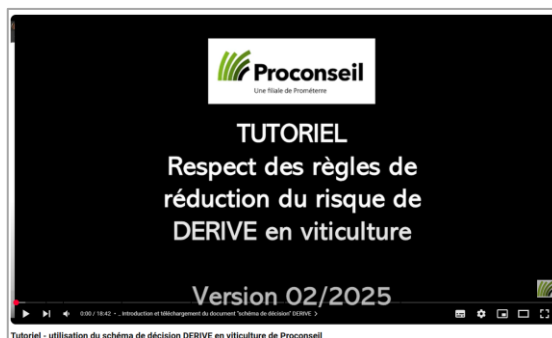 Proconseil
Une filiale de Prométerre
TUTORIEL
Respect des règles de
réduction du risque de
DERIVE en viticulture
Version 02/2025
0:00 / 18:42 - .. Introduction et téléchargement du document "schéma de décision" DERIVE >
Tutoriel - utilisation du schéma de décision DERIVE en viticulture de Proconseil